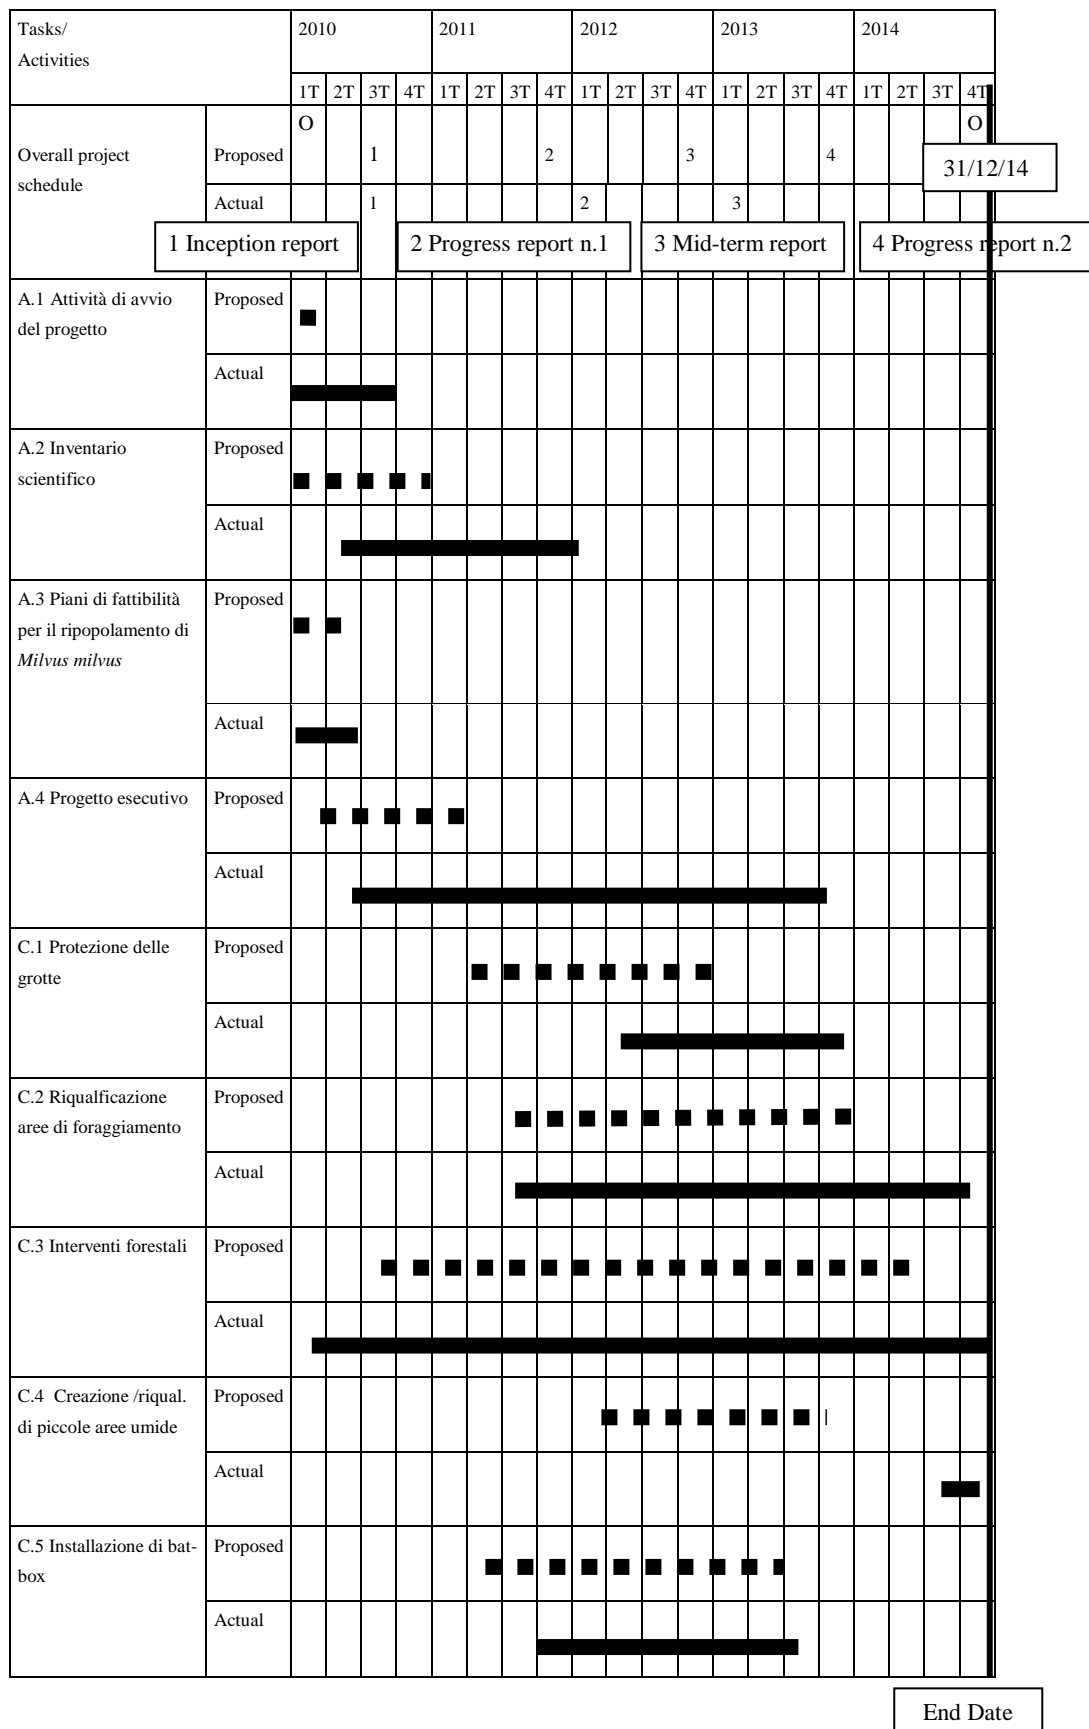 Tasks/ 2010 2011 2012 2013 2014
Activities
1T 2T 3T 4T 1T 2T 3T 4T 1T 2T 3T 4T 1T 2T 3T 4T 1T 2T 3T 4T
O O
Overall project schedule Proposed 1 2 3 4
31/12/14
Actual 1 2 3
1 Inception report 2 Progress report n.1 3 Mid-term report 4 Progress report n.2
A.1 Attività di avvio Proposed
del progetto
Actual
A.2 Inventario Proposed
scientifico
Actual
A.3 Piani di fattibilità Proposed
per il ripopolamento di
Milvus milvus
Actual
A.4 Progetto esecutivo Proposed
Actual
C.1 Protezione delle Proposed
grotte
Actual
C.2 Riqualficazione Proposed
aree di foraggiamento
Actual
C.3 Interventi forestali Proposed
Actual
C.4 Creazione /riqual. Proposed
di piccole aree umide
Actual
C.5 Installazione di bat- Proposed
box
Actual
End Date